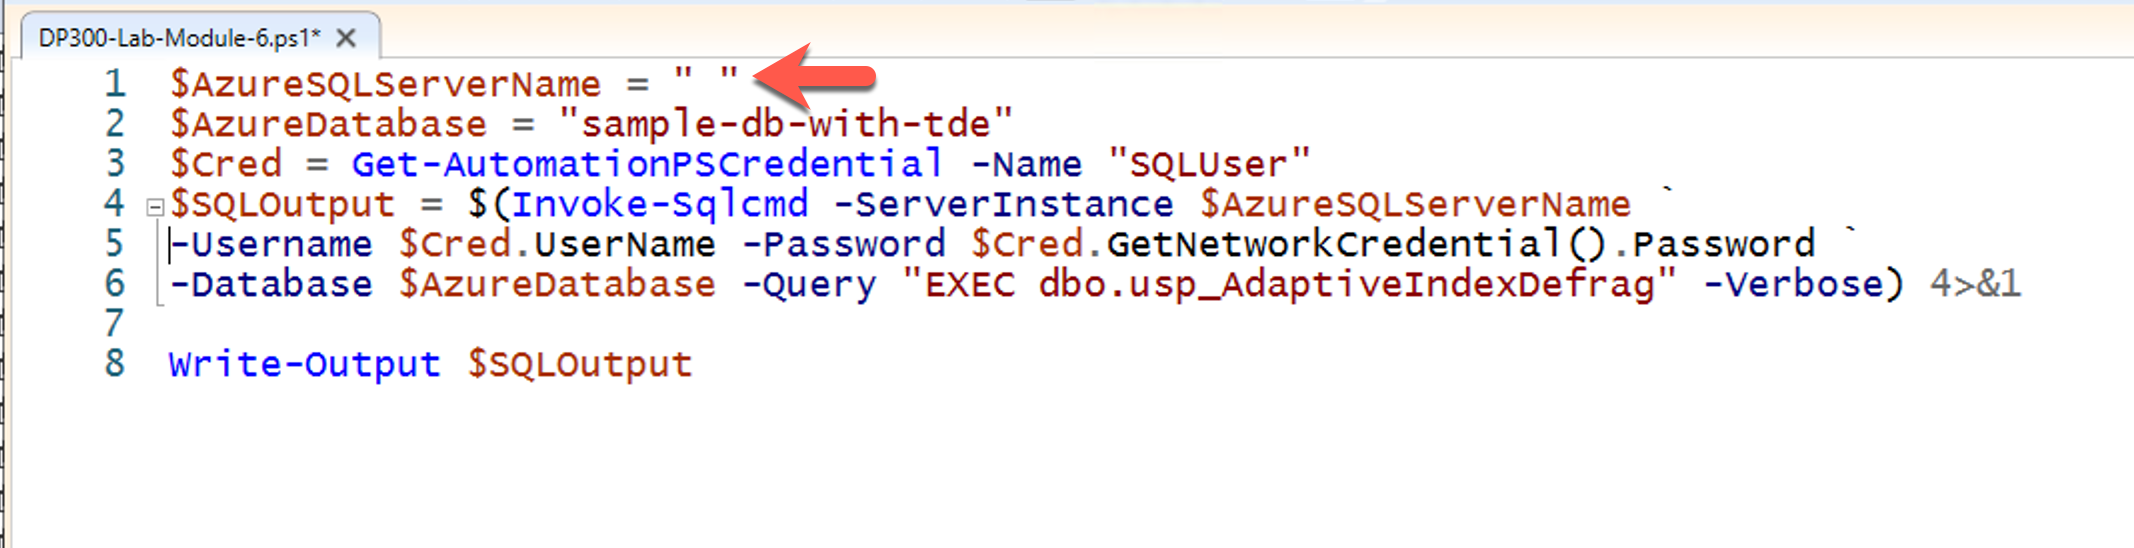 DP300-Lab-Module-6.ps1*
1 $AzureSQLServerName = " "
2 $AzureDatabase = "sample-db-with-tde"
3 $Cred = Get-AutomationPSCredential -Name "SQLUser"
4 $SQLOutput = $(Invoke-Sqlcmd -ServerInstance $AzureSQLServerName `
5 -Username $Cred.UserName -Password $Cred.GetNetworkCredential().Password `
6 -Database $AzureDatabase -Query "EXEC dbo.usp_AdaptiveIndexDefrag" -Verbose) 4>&1
7
8 Write-Output $SQLOutput